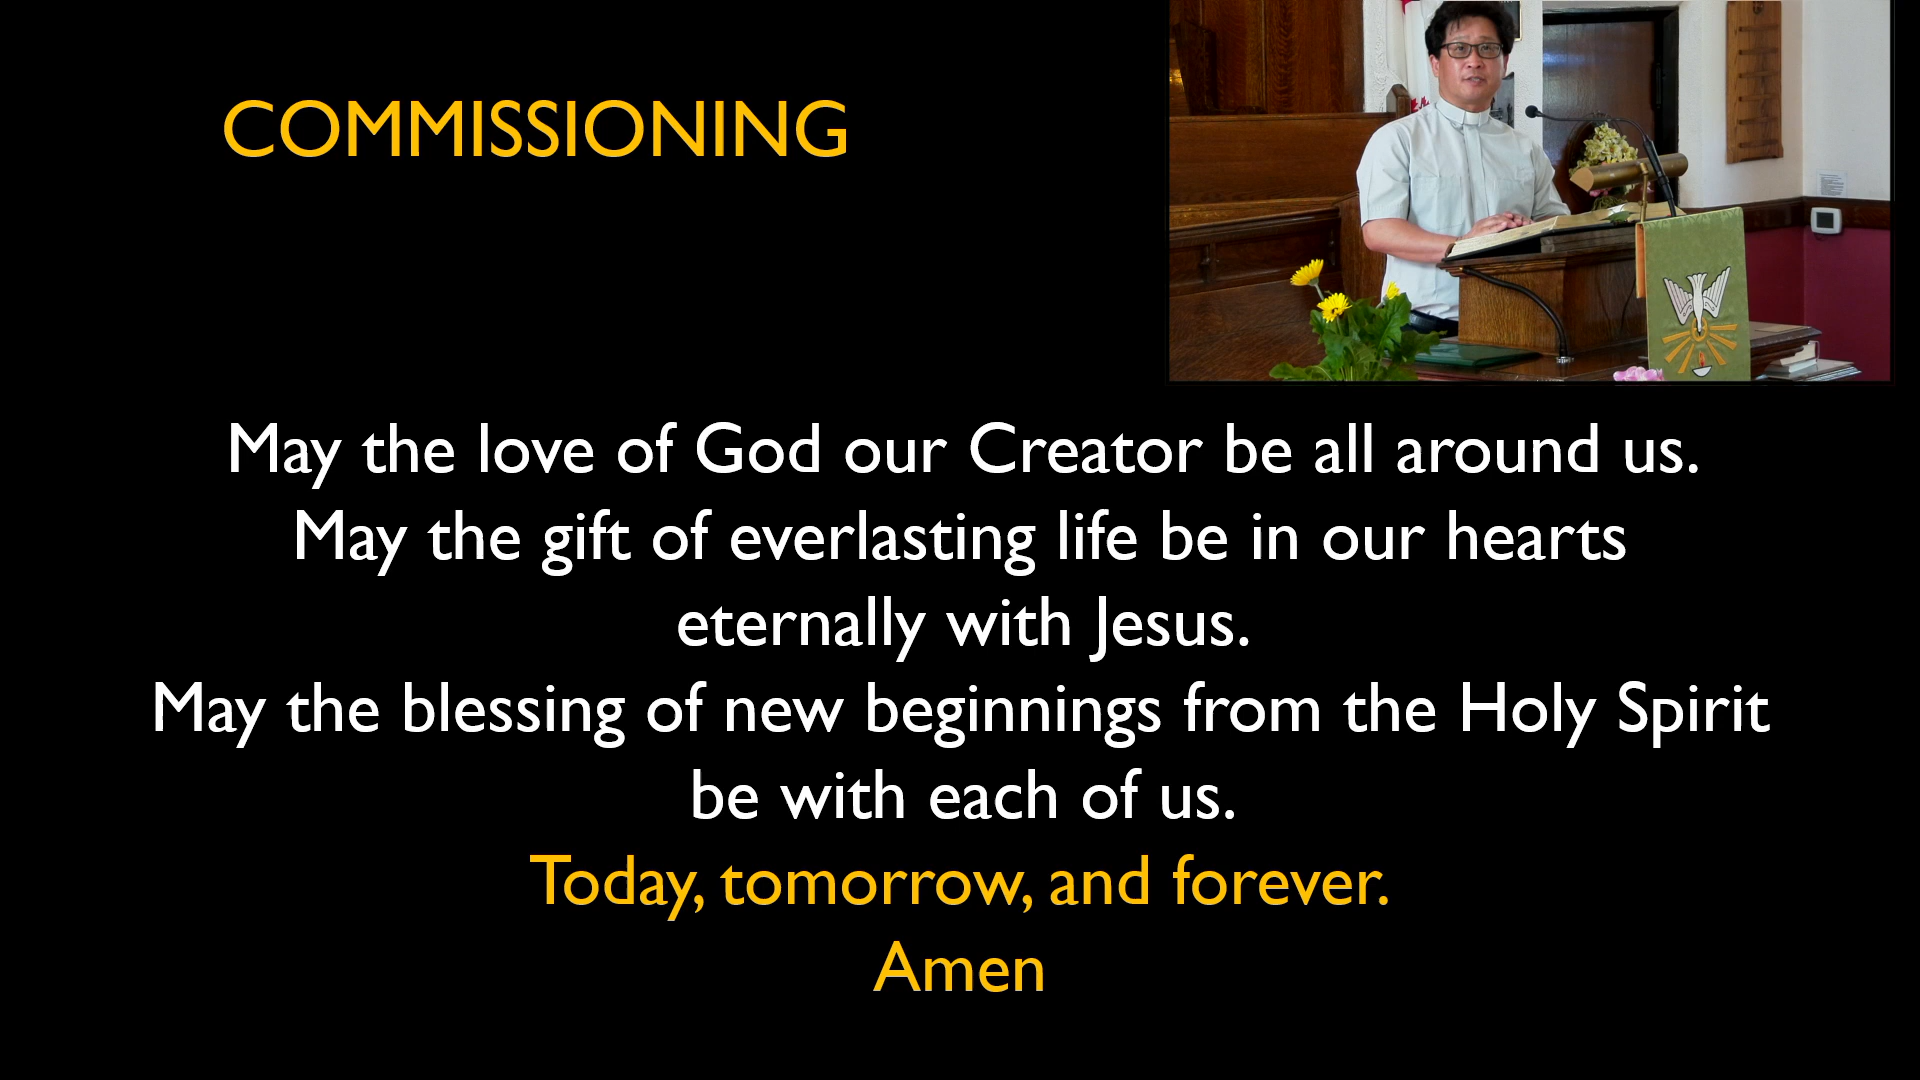 COMMISSIONING
May the love of God our Creator be all around us.
May the gift of everlasting life be in our hearts
eternally with Jesus.
May the blessing of new beginnings from the Holy Spirit
be with each of us.
Today, tomorrow, and forever.
Amen